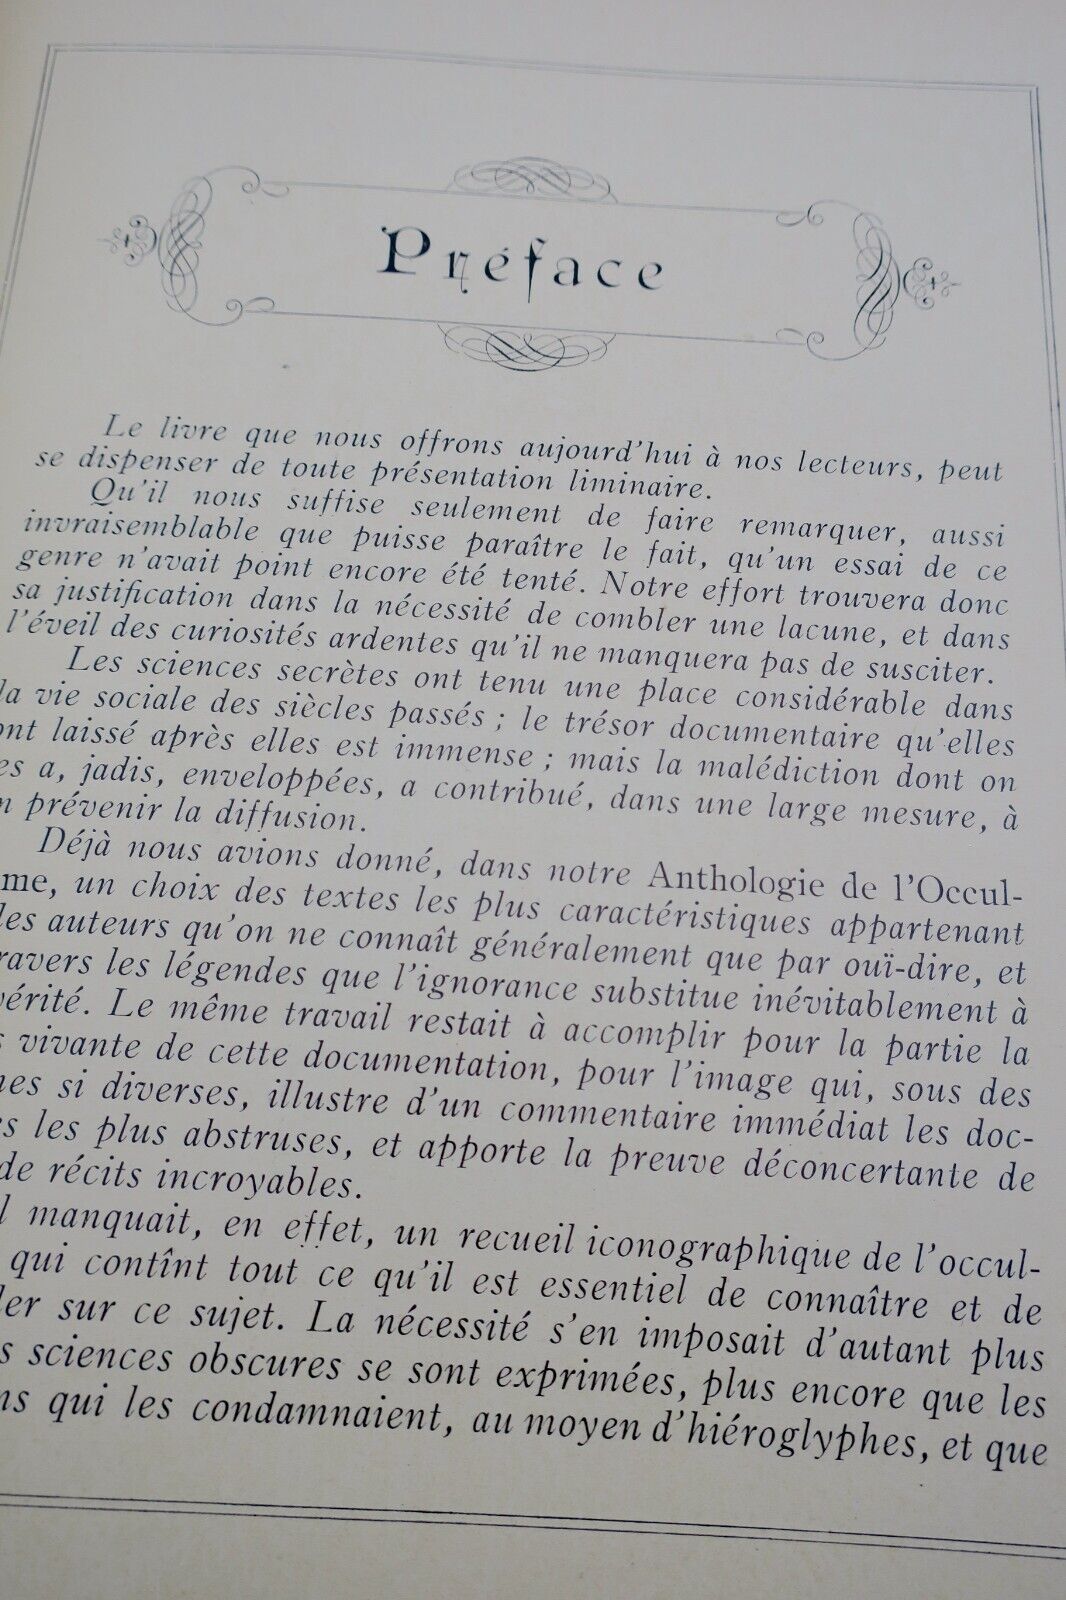 Préface
Le livre que nous offrons aujourd'hui à nos lecteurs, peut
se dispenser de toute présentation liminaire.
Qu'il nous suffise seulement de faire remarquer, aussi
invraisemblable que puisse paraître le fait, qu'un essai de ce
genre n'avait point encore été tenté. Notre effort trouvera donc
sa justification dans la nécessité de combler une lacune, et dans
l'éveil des curiosités ardentes qu'il ne manquera pas de susciter.
Les sciences secrètes ont tenu une place considérable dans
la vie sociale des siècles passés ; le trésor documentaire qu'elles
ont laissé après elles est immense ; mais la malédiction dont on
es a, jadis, enveloppées, a contribué, dans une large mesure, à
n prévenir la diffusion.
Déjà nous avions donné, dans notre Anthologie de l'Occul-
me, un choix des textes les plus caractéristiques appartenant
les auteurs qu'on ne connaît généralement que par ouï-dire, et
ravers les légendes que l'ignorance substitue inévitablement à
vérité. Le même travail restait à accomplir pour la partie la
s vivante de cette documentation, pour l'image qui, sous des
nes si diverses, illustre d'un commentaire immédiat les doc-
es les plus abstruses, et apporte la preuve déconcertante de
de récits incroyables.
l manquait, en effet, un recueil iconographique de l'occul-
qui contînt tout ce qu'il est essentiel de connaître et de
ler sur ce sujet. La nécessité s'en imposait d'autant plus
s sciences obscures se sont exprimées, plus encore que les
ns qui les condamnaient, au moyen d'hiéroglyphes, et que